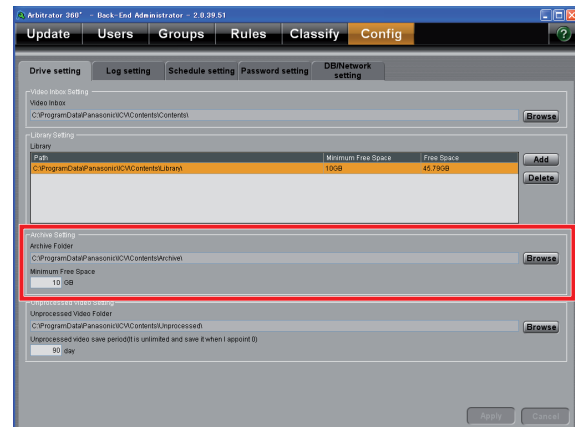 Arbitrator 360° - Back-End Administrator - 2.0.39.51
Update Users Groups Rules Classify Config ?
Drive setting Log setting Schedule setting Password setting DB/Network setting
Video Inbox Setting
Video Inbox
C:\ProgramData\Panasonic\ICV\Contents\Contents\ Browse
Library Setting
Library
Path Minimum Free Space Free Space Add
C:\ProgramData\Panasonic\ICV\Contents\Library\ 10GB 45.79GB
Delete
Archive Setting
Archive Folder
C:\ProgramData\Panasonic\ICV\Contents\Archive\ Browse
Minimum Free Space
10 GB
Unprocessed Video Setting
Unprocessed Video Folder
C:\ProgramData\Panasonic\ICV\Contents\Unprocessed\ Browse
Unprocessed video save period(It is unlimited and save it when I appoint 0)
90 day
Apply Cancel